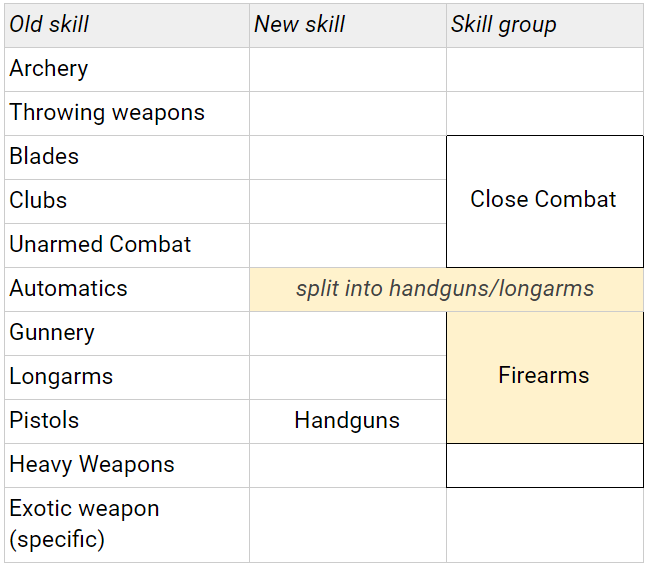 Old skill New skill Skill group
Archery
Throwing weapons
Blades
Clubs Close Combat
Unarmed Combat
Automatics split into handguns/longarms
Gunnery
Longarms Firearms
Pistols Handguns
Heavy Weapons
Exotic weapon
(specific)